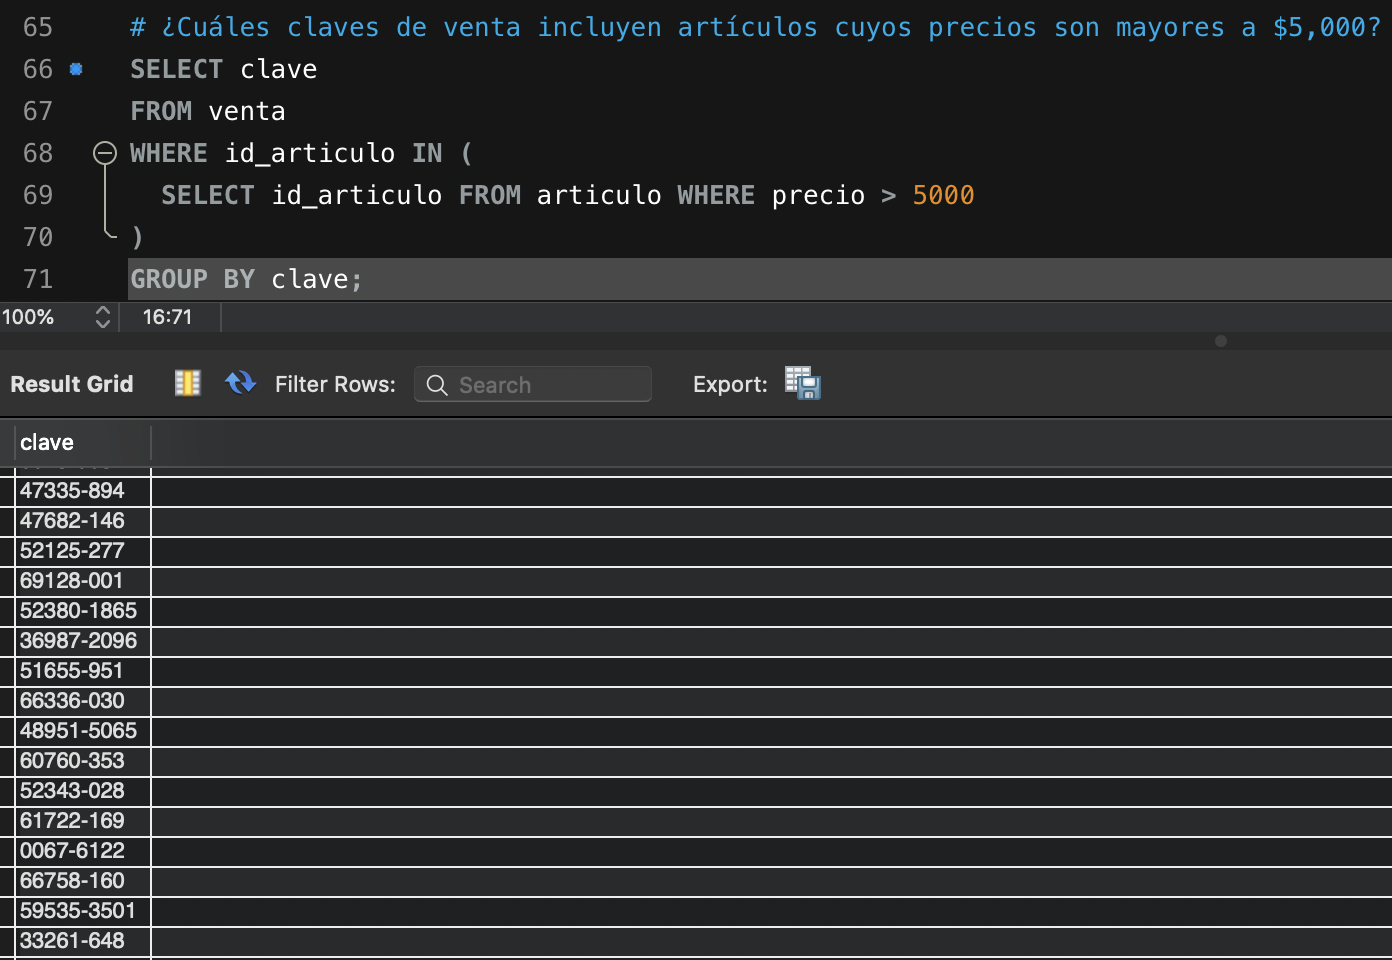 65 # ¿Cuáles claves de venta incluyen artículos cuyos precios son mayores a $5,000?
66 SELECT clave
67 FROM venta
68 WHERE id_articulo IN (
69 SELECT id_articulo FROM articulo WHERE precio > 5000
70 )
71 GROUP BY clave;
100% 16:71
Result Grid Filter Rows: Search Export:
clave
47335-894
47682-146
52125-277
69128-001
52380-1865
36987-2096
51655-951
66336-030
48951-5065
60760-353
52343-028
61722-169
0067-6122
66758-160
59535-3501
33261-648